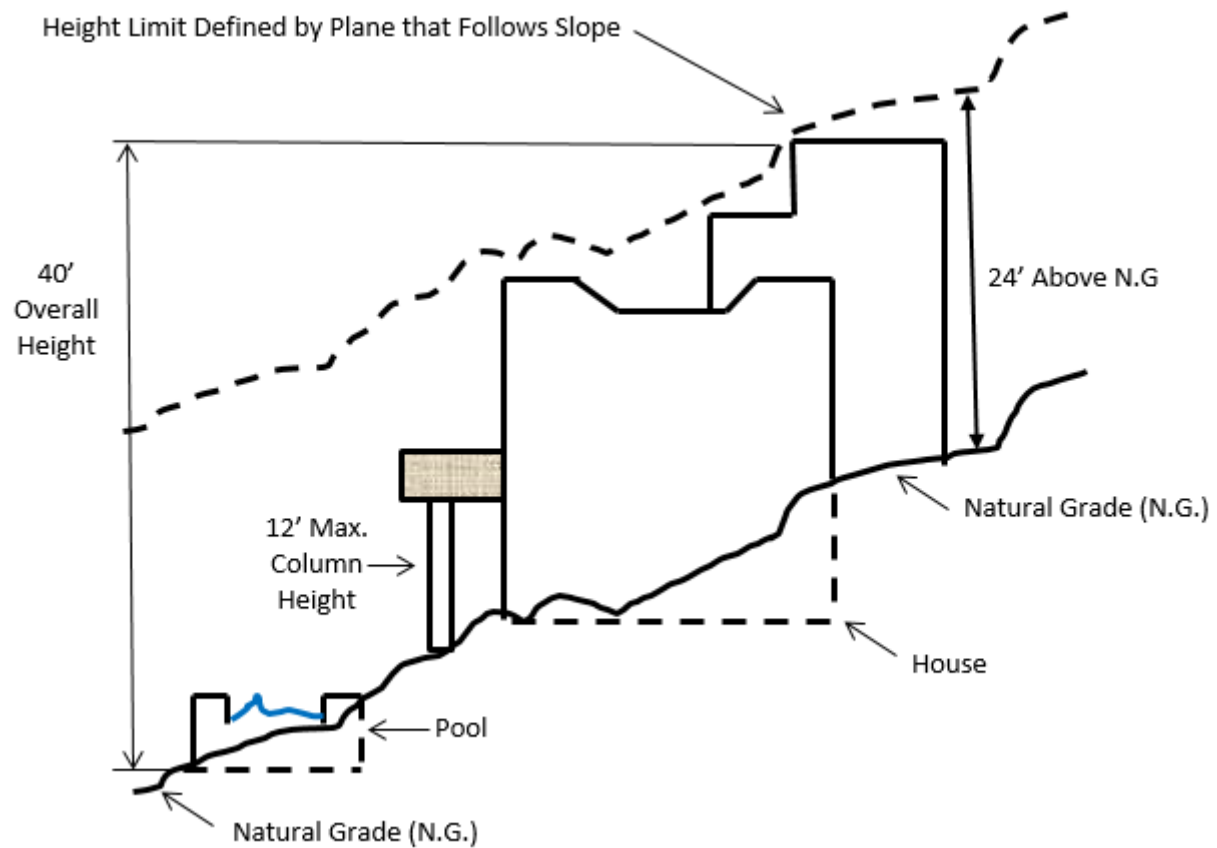 Height Limit Defined by Plane that Follows Slope
40’
Overall
Height
24’ Above N.G
12’ Max.
Column
Height
Natural Grade (N.G.)
House
Pool
Natural Grade (N.G.)